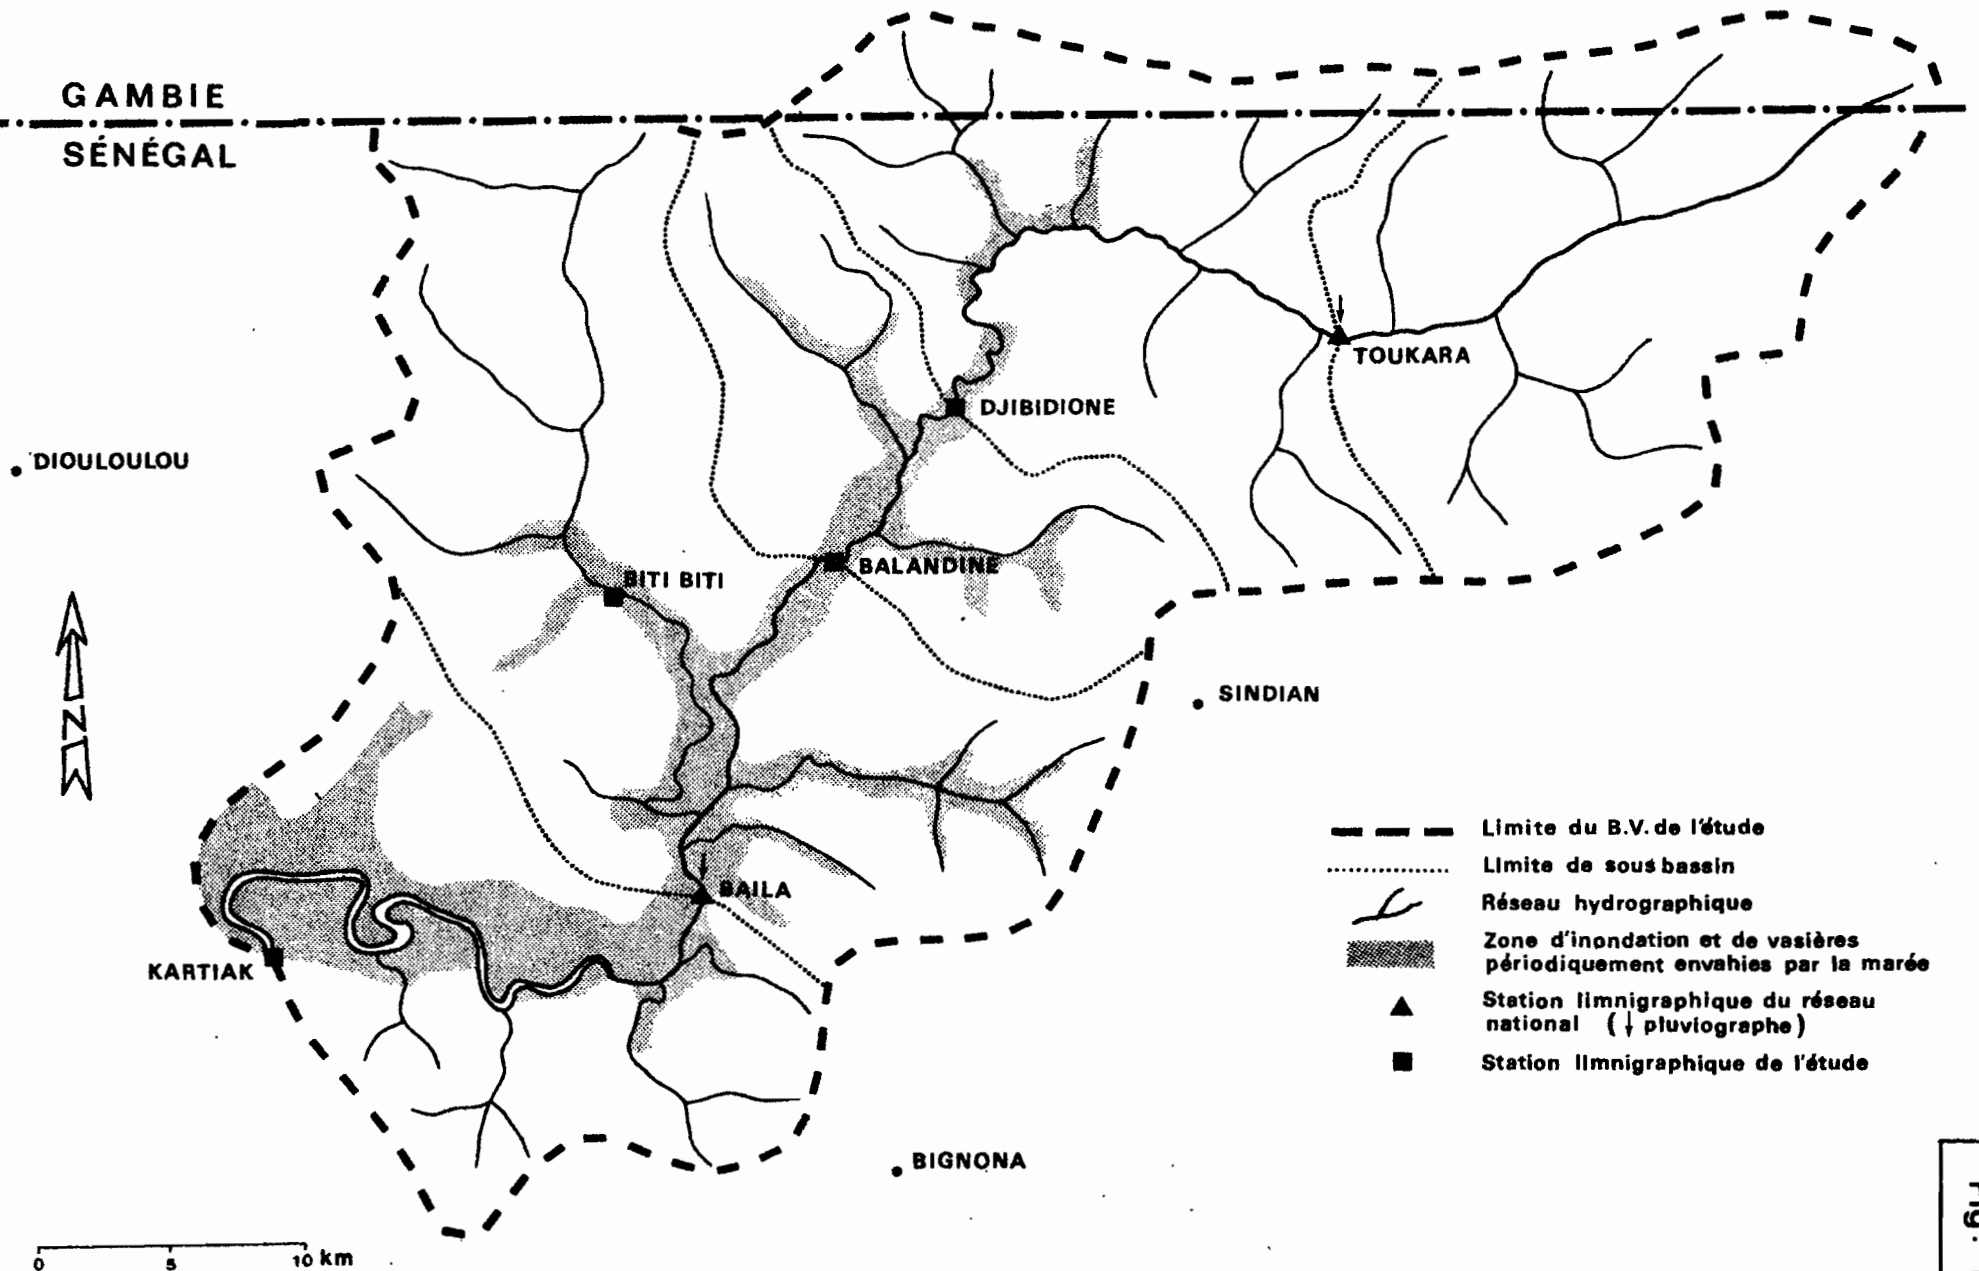 GAMBIE
SÉNÉGAL
TOUKARA
DJIBIDIONE
DIOULOULOU
BALANDINE
BITI BITI
SINDIAN
BAILA
KARTIAK
BIGNONA
Limite du B.V. de l'étude
Limite de sous bassin
Réseau hydrographique
Zone d'inondation et de vasières
périodiquement envahies par la marée
Station limnigraphique du réseau
national (↓ pluviographe)
Station limnigraphique de l'étude
N
0 5 10 km
Fig.